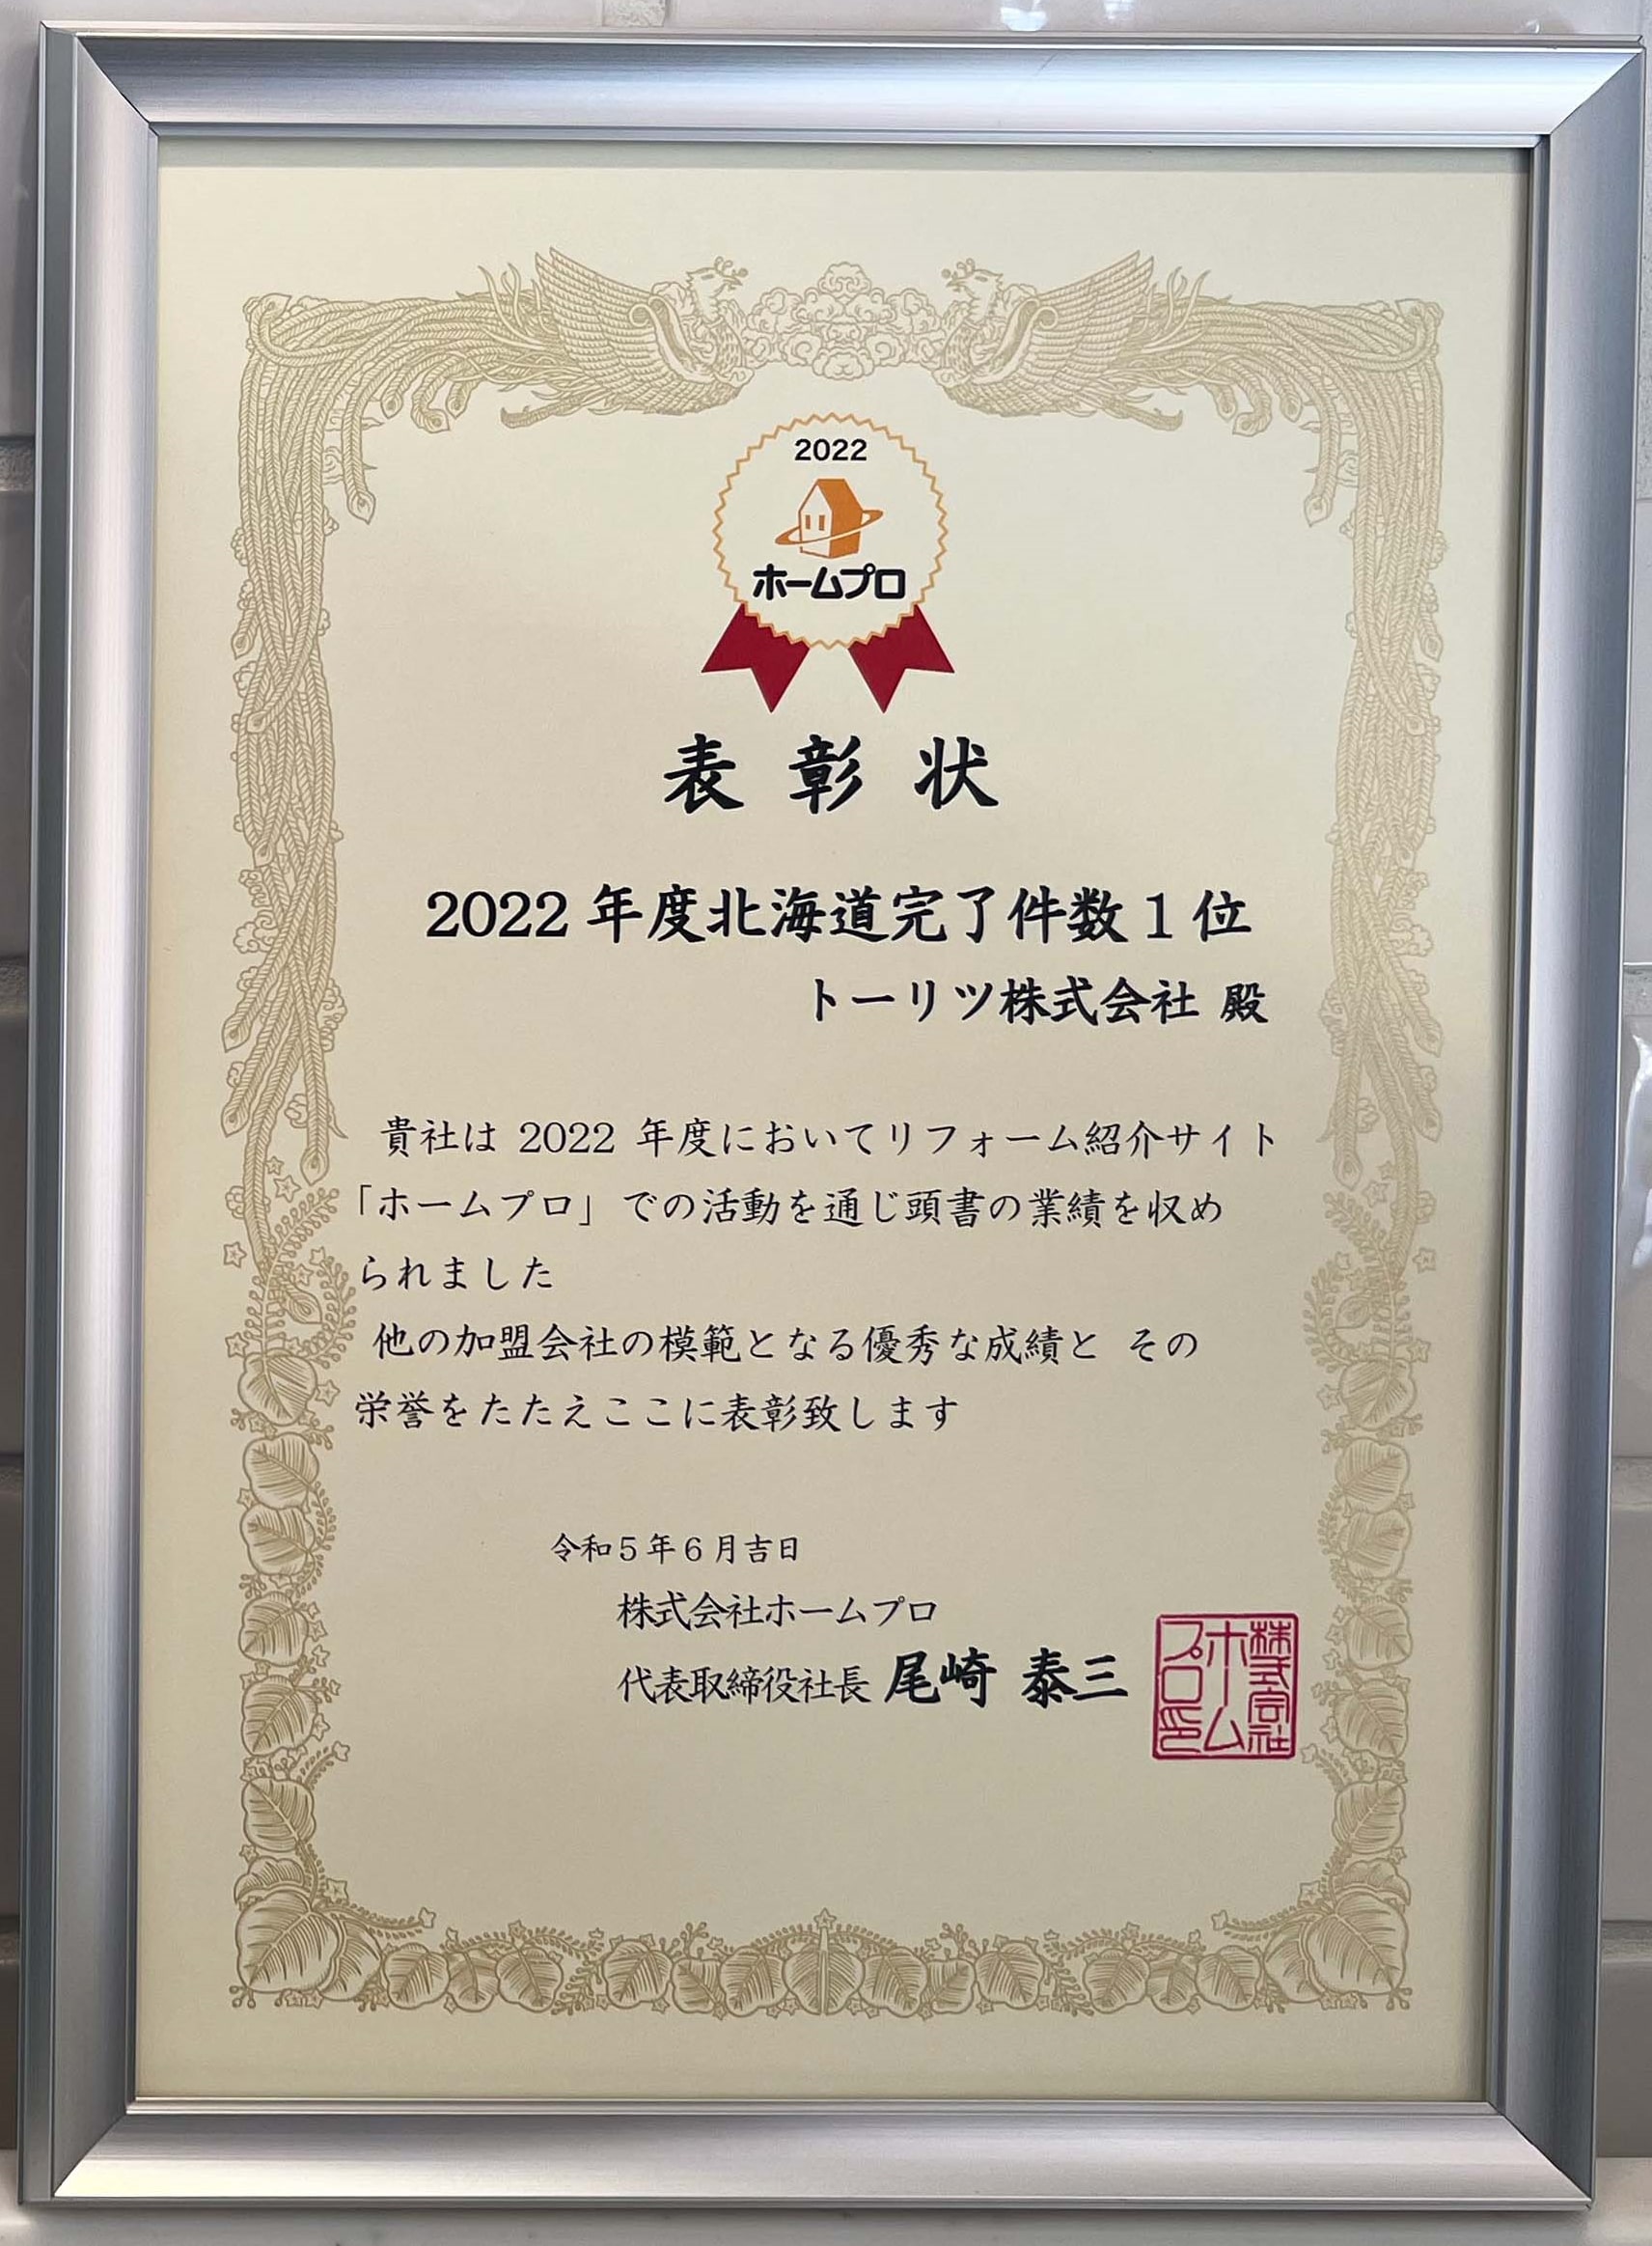 2022
ホームプロ
表彰状
2022年度北海道完了件数1位
トーリツ株式会社 殿
貴社は 2022 年度においてリフォーム紹介サイト
「ホームプロ」での活動を通じ頭書の業績を収め
られました
他の加盟会社の模範となる優秀な成績と その
栄誉をたたえここに表彰致します
令和5年6月吉日
株式会社ホームプロ
代表取締役社長 尾崎 泰三
株式会社
ホーム
プロ印